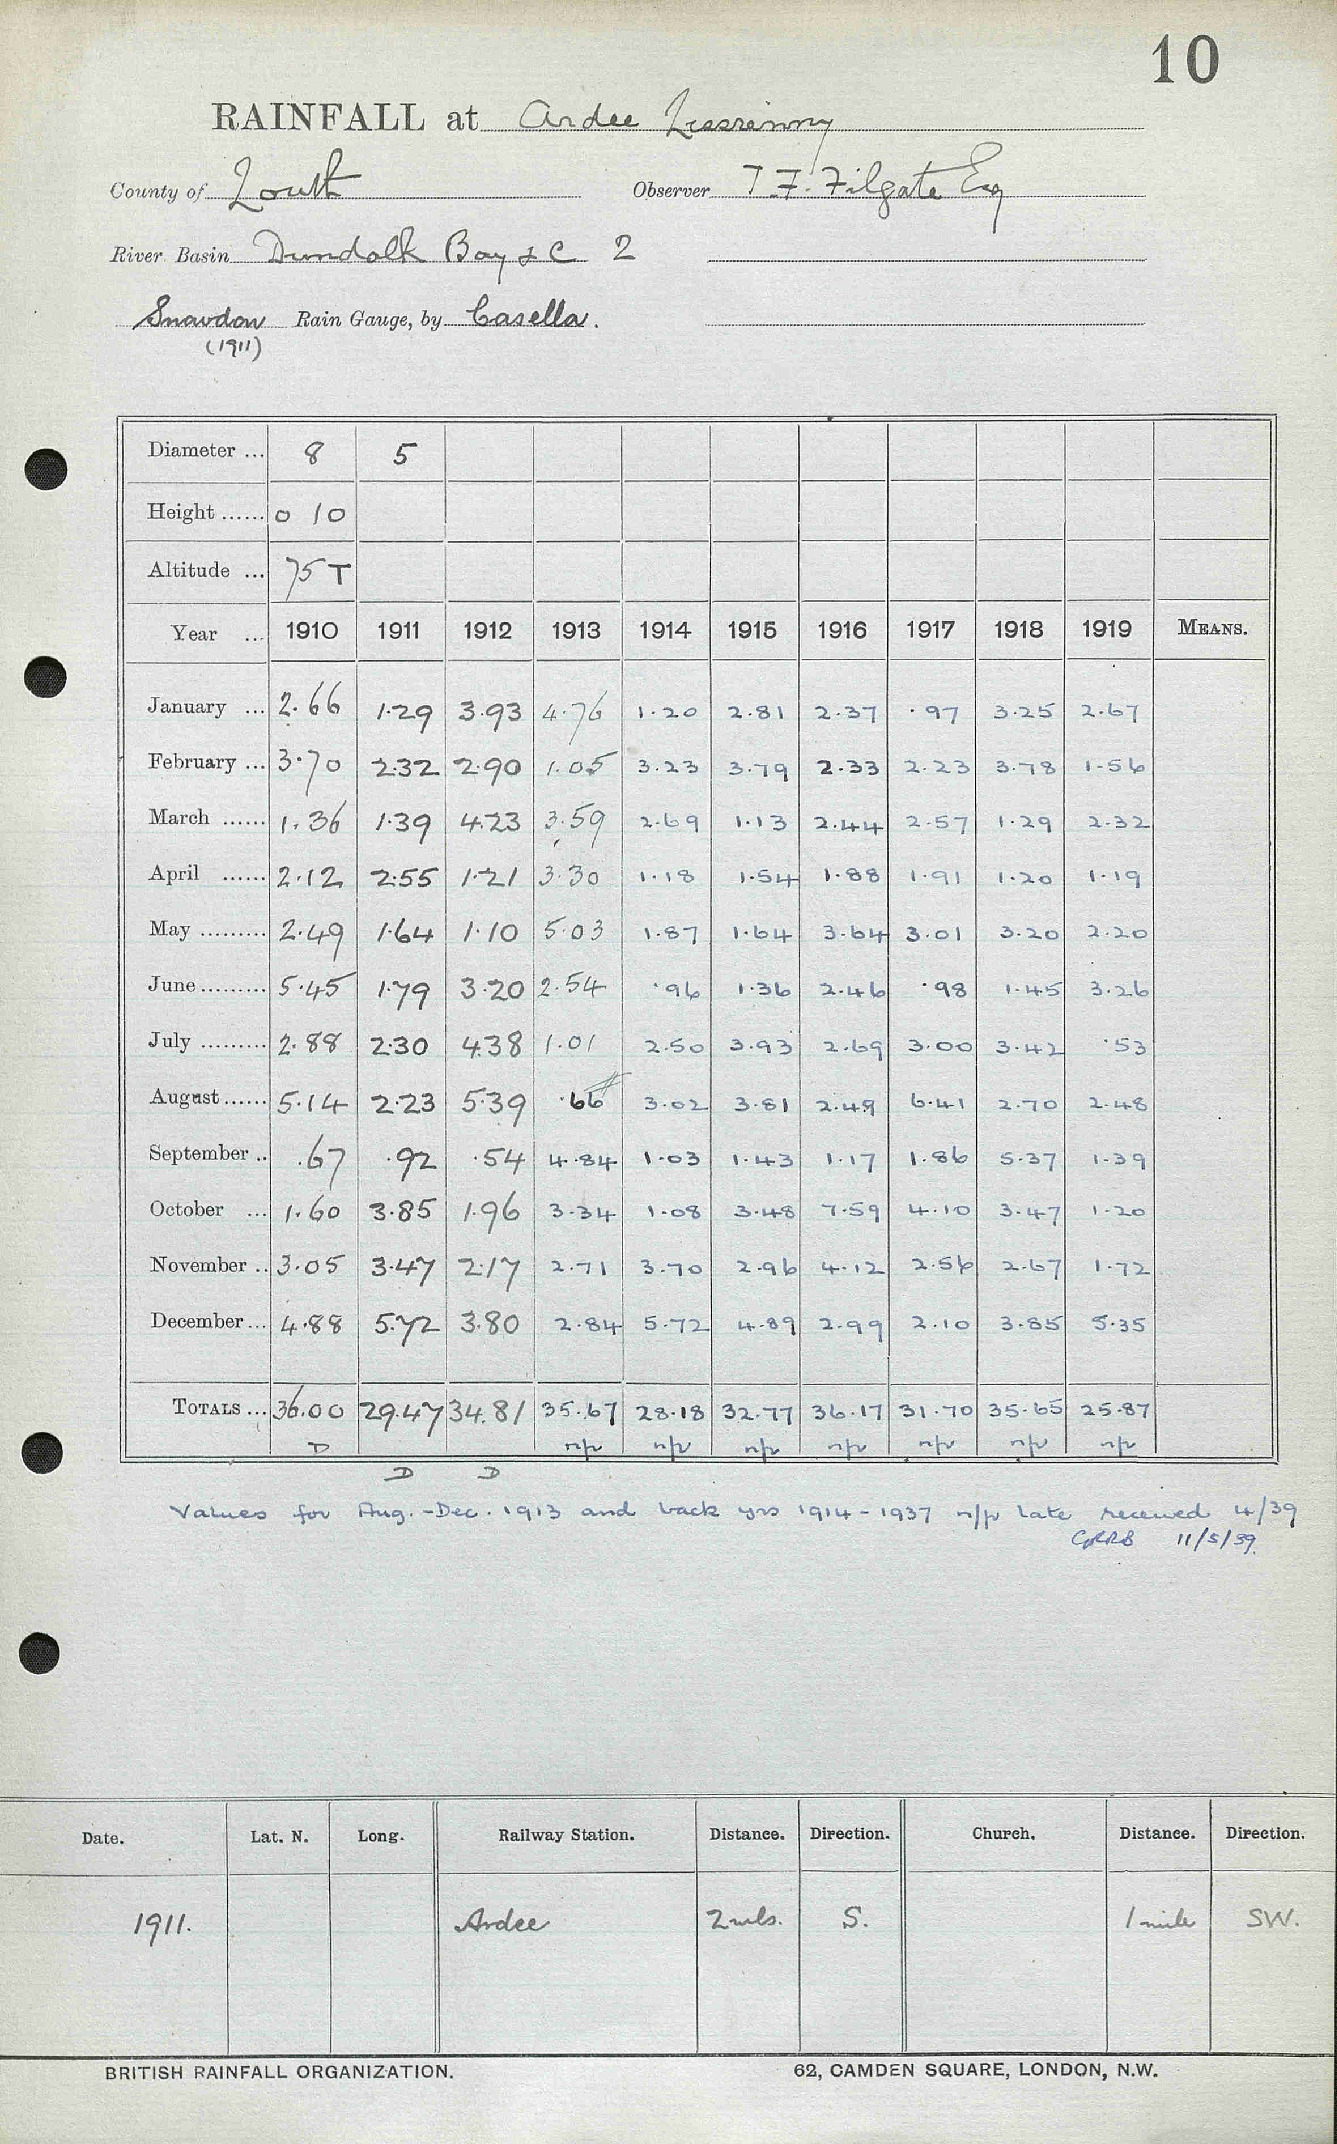 10
RAINFALL at Ardee Lisrenny
County of Louth Observer T. F. Filgate Esq
River Basin Dundalk Bay & C 2
Snowdon Rain Gauge, by Casella.
(1911)
Diameter ... 8 5
Height ...... 0 10
Altitude ... 75 T
Year ... 1910 1911 1912 1913 1914 1915 1916 1917 1918 1919 MEANS.
January ... 2.66 1.29 3.93 4.76 1.20 2.81 2.37 .97 3.25 2.67
February ... 3.70 2.32 2.90 1.05 3.23 3.79 2.33 2.23 3.78 1.56
March ...... 1.36 1.39 4.23 3.59 2.69 1.13 2.44 2.57 1.29 2.32
April ...... 2.12 2.55 1.21 3.30 1.18 1.54 1.88 1.91 1.20 1.19
May ......... 2.49 1.64 1.10 5.03 1.87 1.64 3.64 3.01 3.20 2.20
June ......... 5.45 1.79 3.20 2.54 .96 1.36 2.46 .98 1.45 3.26
July ......... 2.88 2.30 4.38 1.01 2.50 3.93 2.69 3.00 3.42 .53
August ...... 5.14 2.23 5.39 .66 3.02 3.81 2.49 6.41 2.70 2.48
September .. .67 .92 .54 4.84 1.03 1.43 1.17 1.86 5.37 1.39
October ... 1.60 3.85 1.96 3.34 1.08 3.48 7.59 4.10 3.47 1.20
November .. 3.05 3.47 2.17 2.71 3.70 2.96 4.12 2.56 2.67 1.72
December ... 4.88 5.72 3.80 2.84 5.72 4.89 2.99 2.10 3.85 5.35
TOTALS ... 36.00 29.47 34.81 35.67 28.18 32.77 36.17 31.70 35.65 25.87
D n/p n/p n/p n/p n/p n/p n/p
D D
Values for Aug.-Dec. 1913 and back yrs 1914-1937 n/p late received 4/39
11/5/39.
Date. Lat. N. Long. Railway Station. Distance. Direction. Church. Distance. Direction.
1911. Ardee 2 mls. S. 1 mile SW.
BRITISH RAINFALL ORGANIZATION. 62, CAMDEN SQUARE, LONDON, N.W.